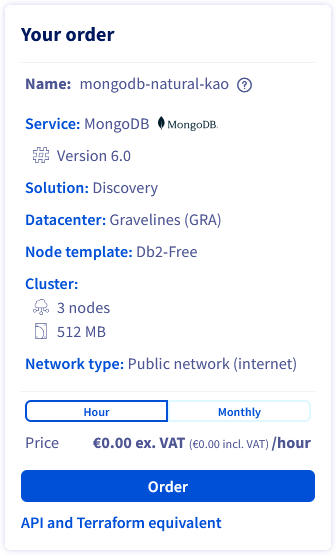 Your order
Name: mongodb-natural-kao ?
Service: MongoDB MongoDB.
Version 6.0
Solution: Discovery
Datacenter: Gravelines (GRA)
Node template: Db2-Free
Cluster:
3 nodes
512 MB
Network type: Public network (internet)
Hour Monthly
Price €0.00 ex. VAT (€0.00 incl. VAT) /hour
Order
API and Terraform equivalent